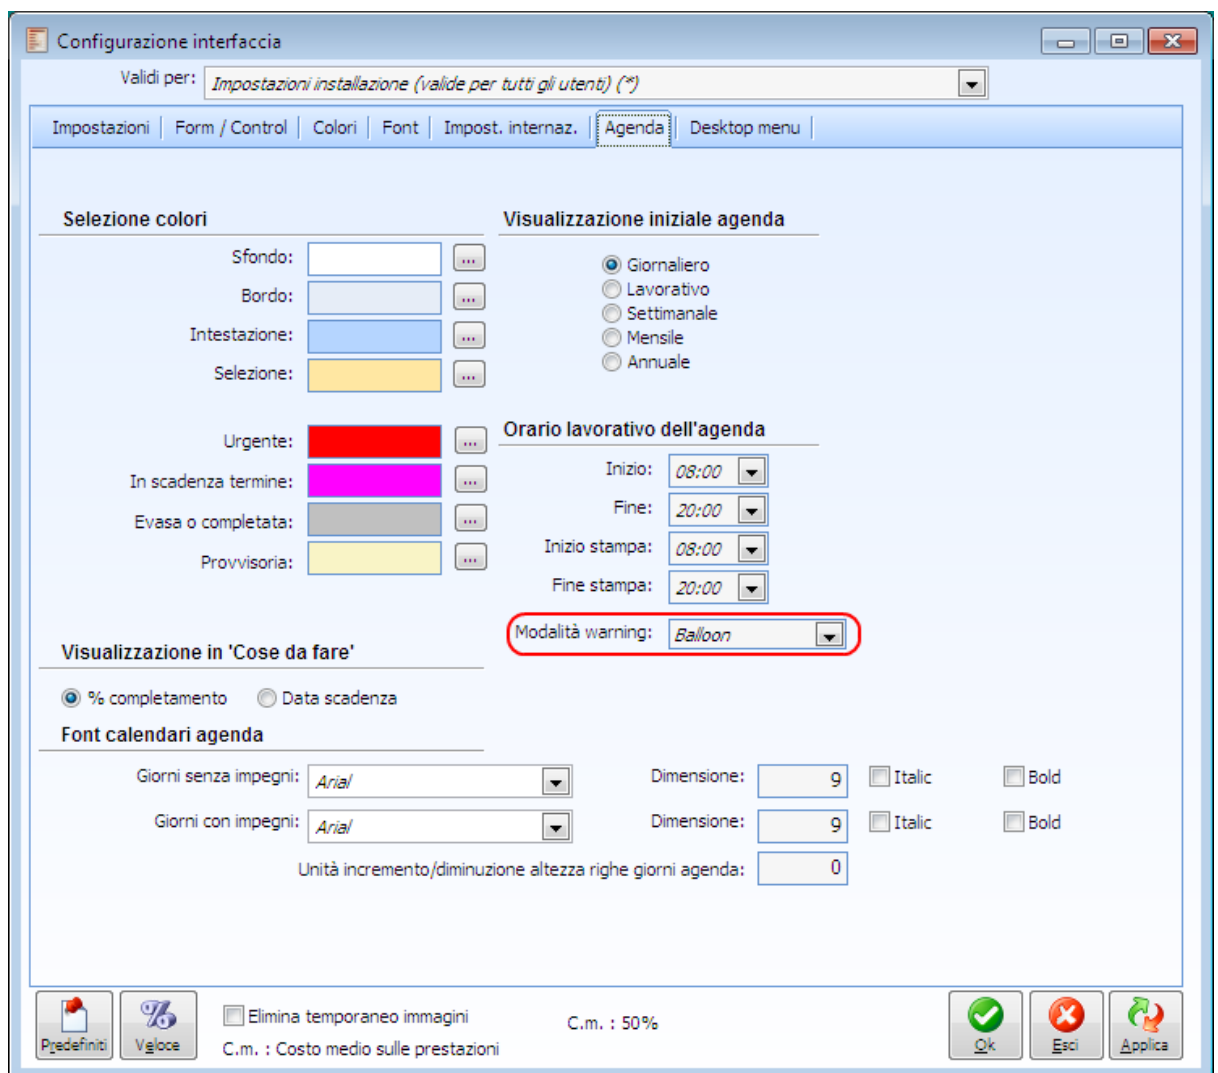 Configurazione interfaccia
Validi per: Impostazioni installazione (valide per tutti gli utenti) (*)
Impostazioni Form / Control Colori Font Impost. internaz. Agenda Desktop menu
Selezione colori
Sfondo: ...
Bordo: ...
Intestazione: ...
Selezione: ...
Urgente: ...
In scadenza termine: ...
Evasa o completata: ...
Provvisoria: ...
Visualizzazione iniziale agenda
Giornaliero
Lavorativo
Settimanale
Mensile
Annuale
Orario lavorativo dell'agenda
Inizio: 08:00
Fine: 20:00
Inizio stampa: 08:00
Fine stampa: 20:00
Modalità warning: Balloon
Visualizzazione in 'Cose da fare'
% completamento Data scadenza
Font calendari agenda
Giorni senza impegni: Arial Dimensione: 9 Italic Bold
Giorni con impegni: Arial Dimensione: 9 Italic Bold
Unità incremento/diminuzione altezza righe giorni agenda: 0
Predefiniti Veloce Elimina temporaneo immagini C.m. : 50% Ok Esci Applica
C.m. : Costo medio sulle prestazioni